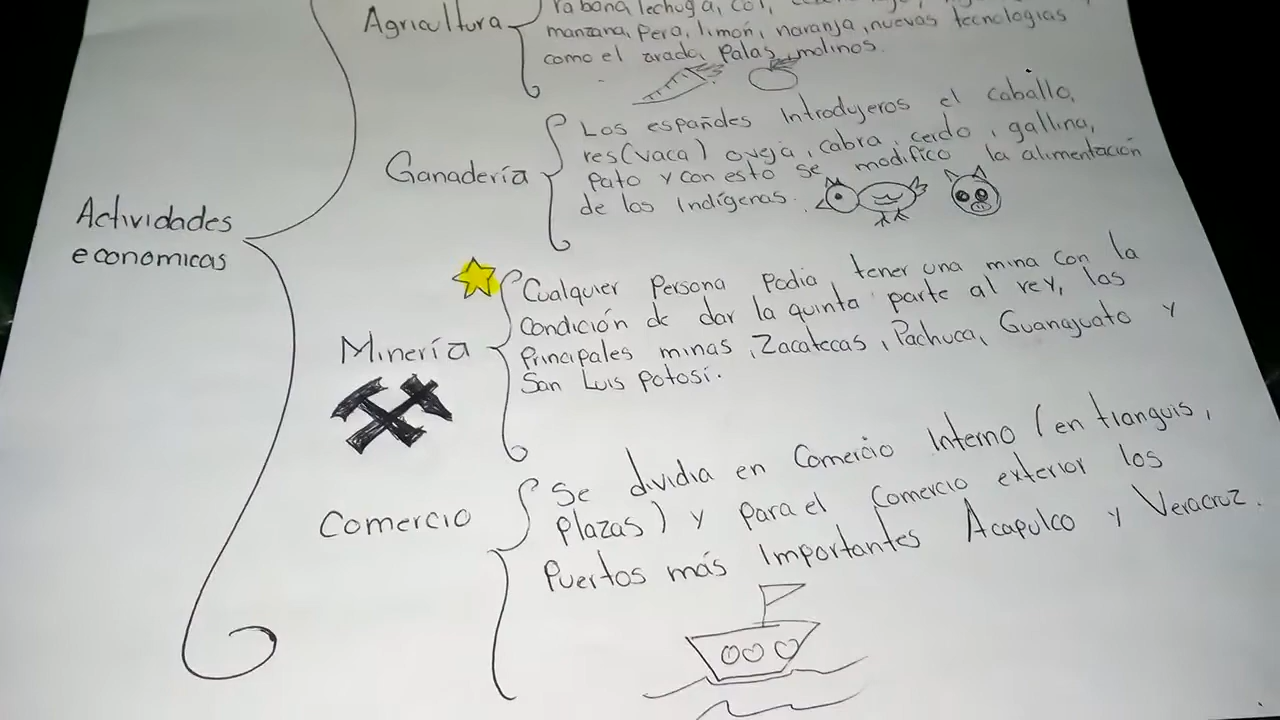 Agricultura
rabano, lechuga, col,
manzana, Pera, limón, naranja, nuevas tecnologias
como el arado, Palas, molinos.
Ganadería
Los españoles Introdujeros el caballo,
res(vaca) oveja, cabra, cerdo, gallina,
pato y con esto se modifico la alimentación
de los Indígenas.
Actividades
economicas
Minería
Cualquier Persona Podia tener una mina con la
condición de dar la quinta parte al rey, las
Principales minas, Zacatecas, Pachuca, Guanajuato y
San Luis Potosí.
Comercio
Se dividia en Comercio Interno (en tianguis,
plazas) y para el Comercio exterior los
Puertos más Importantes Acapulco y Veracruz.